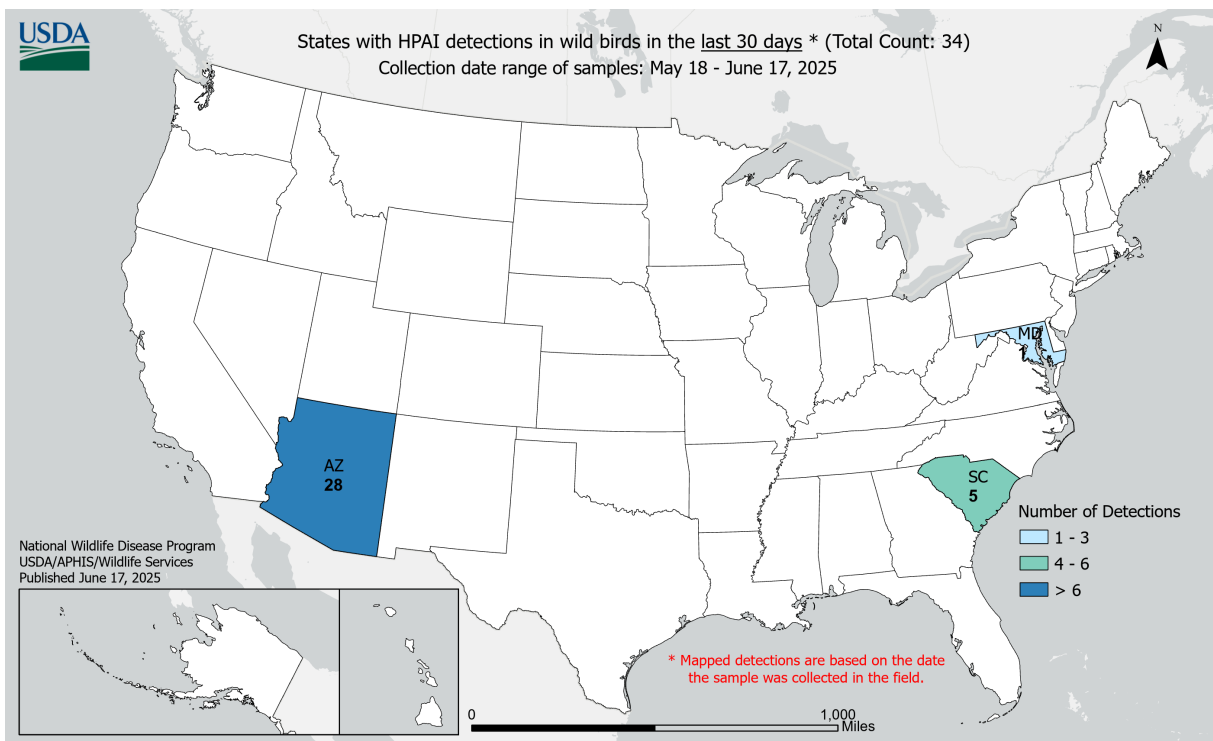 USDA
States with HPAI detections in wild birds in the last 30 days * (Total Count: 34)
Collection date range of samples: May 18 - June 17, 2025
N
MD
1
AZ
28
SC
5
Number of Detections
1 - 3
4 - 6
> 6
National Wildlife Disease Program
USDA/APHIS/Wildlife Services
Published June 17, 2025
* Mapped detections are based on the date
the sample was collected in the field.
0 1,000
Miles